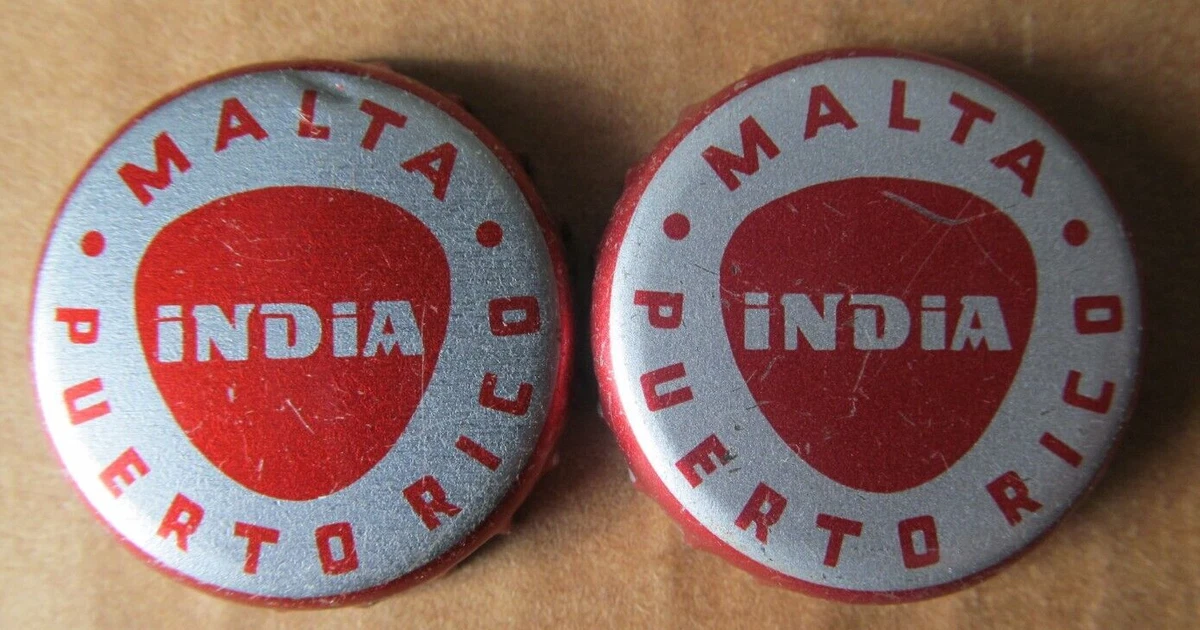 MALTA
iNDiA
PUERTO RICO
MALTA
iNDiA
PUERTO RICO